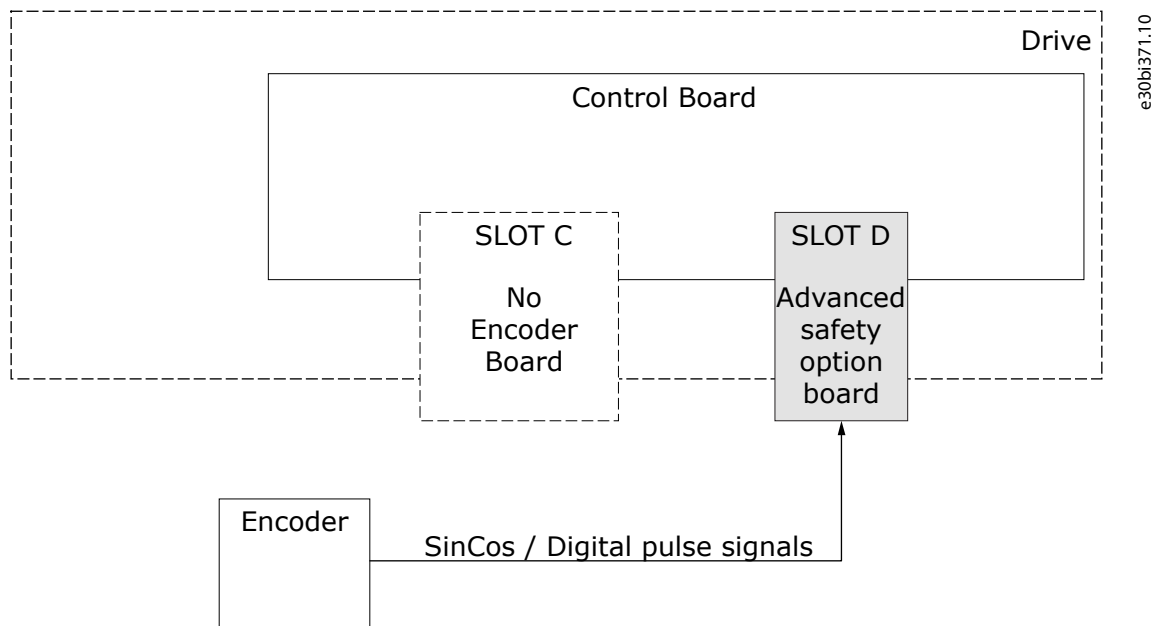 Drive
e30bi371.10
Control Board
SLOT C
No
Encoder
Board
SLOT D
Advanced
safety
option
board
Encoder
SinCos / Digital pulse signals